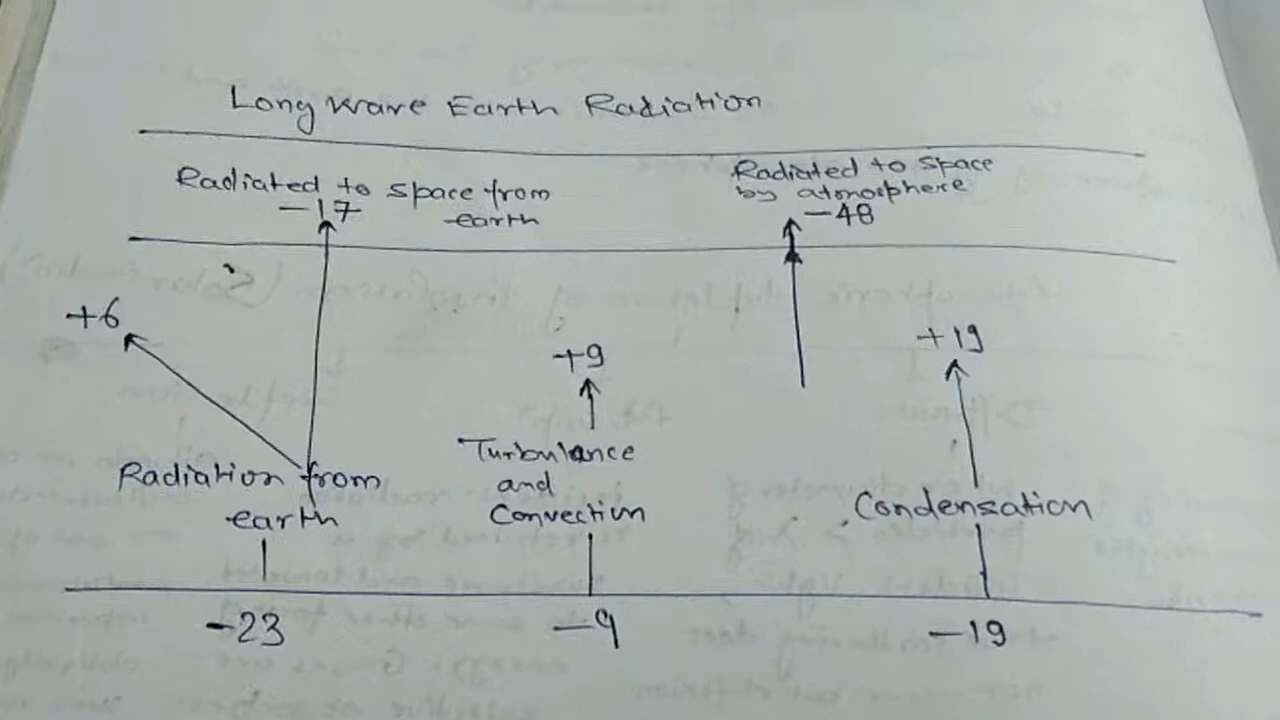 Long wave Earth Radiation
Radiated to space from
-17 earth
Radiated to space
by atmosphere
-48
+6
+9
+19
Radiation from
earth
Turbulance
and
Convection
Condensation
-23
-9
-19